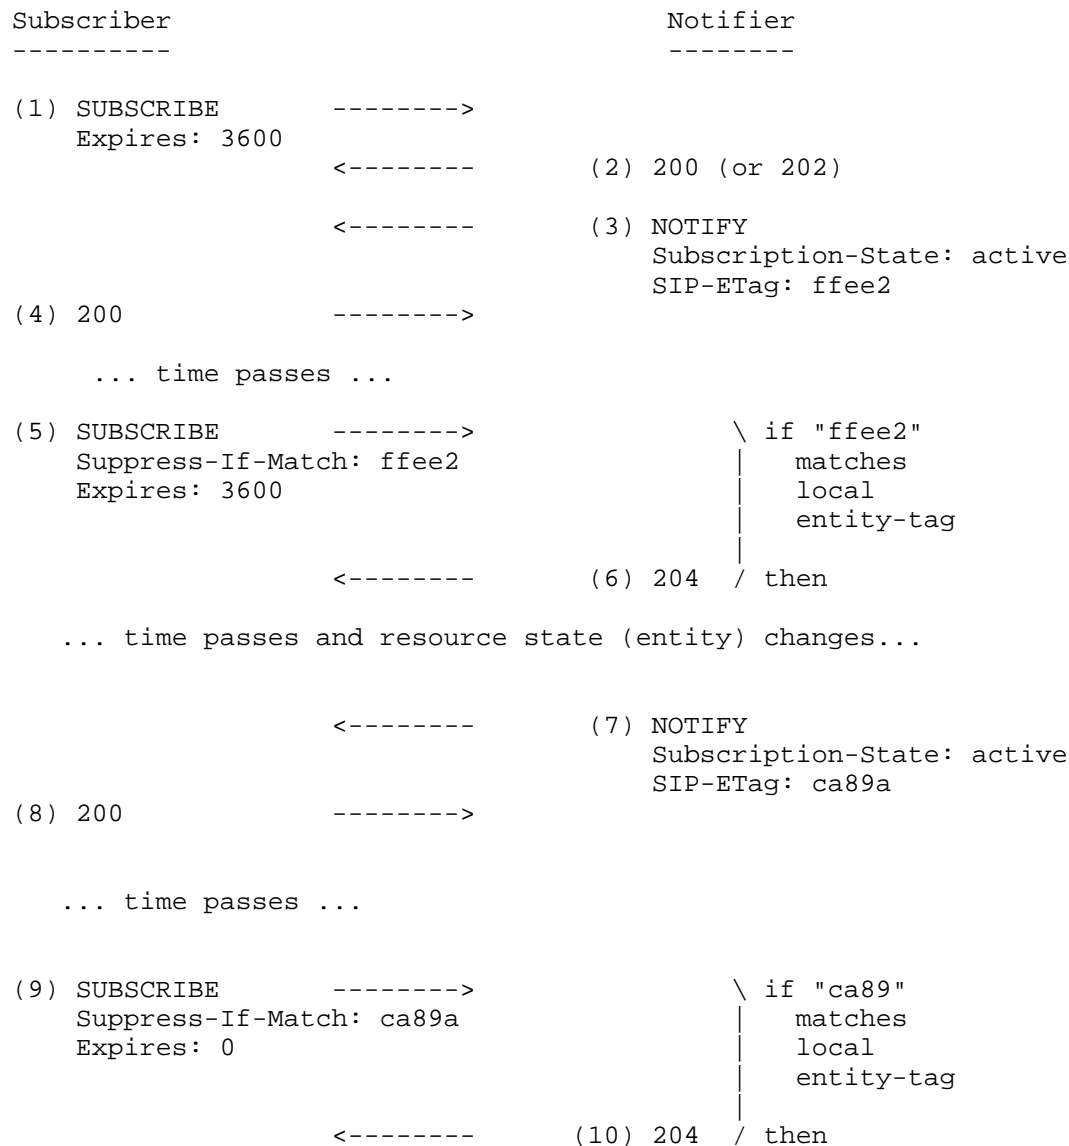 Subscriber                                Notifier
----------                                --------
(1) SUBSCRIBE       -------->
    Expires: 3600
                    <--------       (2) 200 (or 202)
                    <--------       (3) NOTIFY
                                        Subscription-State: active
                                        SIP-ETag: ffee2
(4) 200             -------->
     ... time passes ...
(5) SUBSCRIBE       -------->                \ if "ffee2"
    Suppress-If-Match: ffee2                 |   matches
    Expires: 3600                            |   local
                                             |   entity-tag
                                             |
                    <--------       (6) 204  / then
   ... time passes and resource state (entity) changes...
                    <--------       (7) NOTIFY
                                        Subscription-State: active
                                        SIP-ETag: ca89a
(8) 200             -------->
   ... time passes ...
(9) SUBSCRIBE       -------->                \ if "ca89"
    Suppress-If-Match: ca89a                 |   matches
    Expires: 0                               |   local
                                             |   entity-tag
                                             |
                    <--------      (10) 204  / then